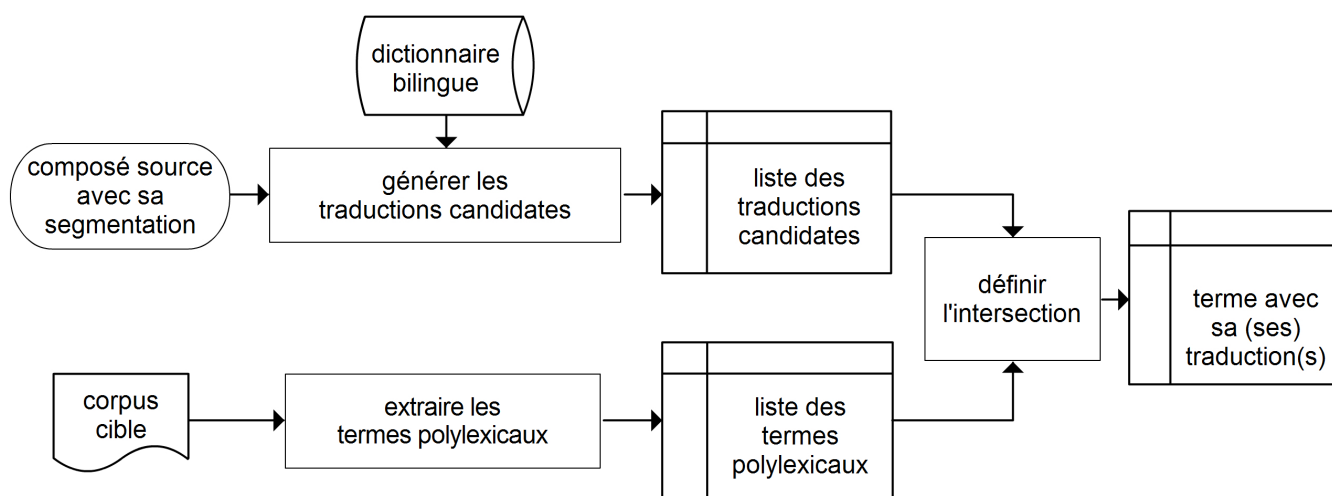 dictionnaire
bilingue
composé source
avec sa
segmentation
générer les
traductions candidates
liste des
traductions
candidates
définir
l'intersection
terme avec
sa (ses)
traduction(s)
corpus
cible
extraire les
termes polylexicaux
liste des
termes
polylexicaux